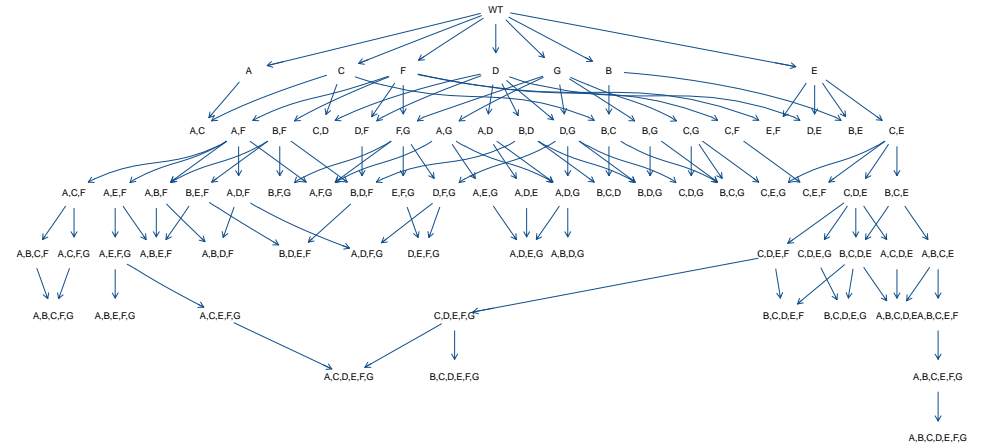 WT
A C F D G B E
A,C A,F B,F C,D D,F F,G A,G A,D B,D D,G B,C B,G C,G C,F E,F D,E B,E C,E
A,C,F A,E,F A,B,F B,E,F A,D,F B,F,G A,F,G B,D,F E,F,G D,F,G A,E,G A,D,E A,D,G B,C,D B,D,G C,D,G B,C,G C,E,G C,E,F C,D,E B,C,E
A,B,C,F A,C,F,G A,E,F,G A,B,E,F A,B,D,F B,D,E,F A,D,F,G D,E,F,G A,D,E,G A,B,D,G C,D,E,F C,D,E,G B,C,D,E A,C,D,E A,B,C,E
A,B,C,F,G A,B,E,F,G A,C,E,F,G C,D,E,F,G B,C,D,E,F B,C,D,E,G A,B,C,D,E A,B,C,E,F
A,C,D,E,F,G B,C,D,E,F,G A,B,C,E,F,G
A,B,C,D,E,F,G